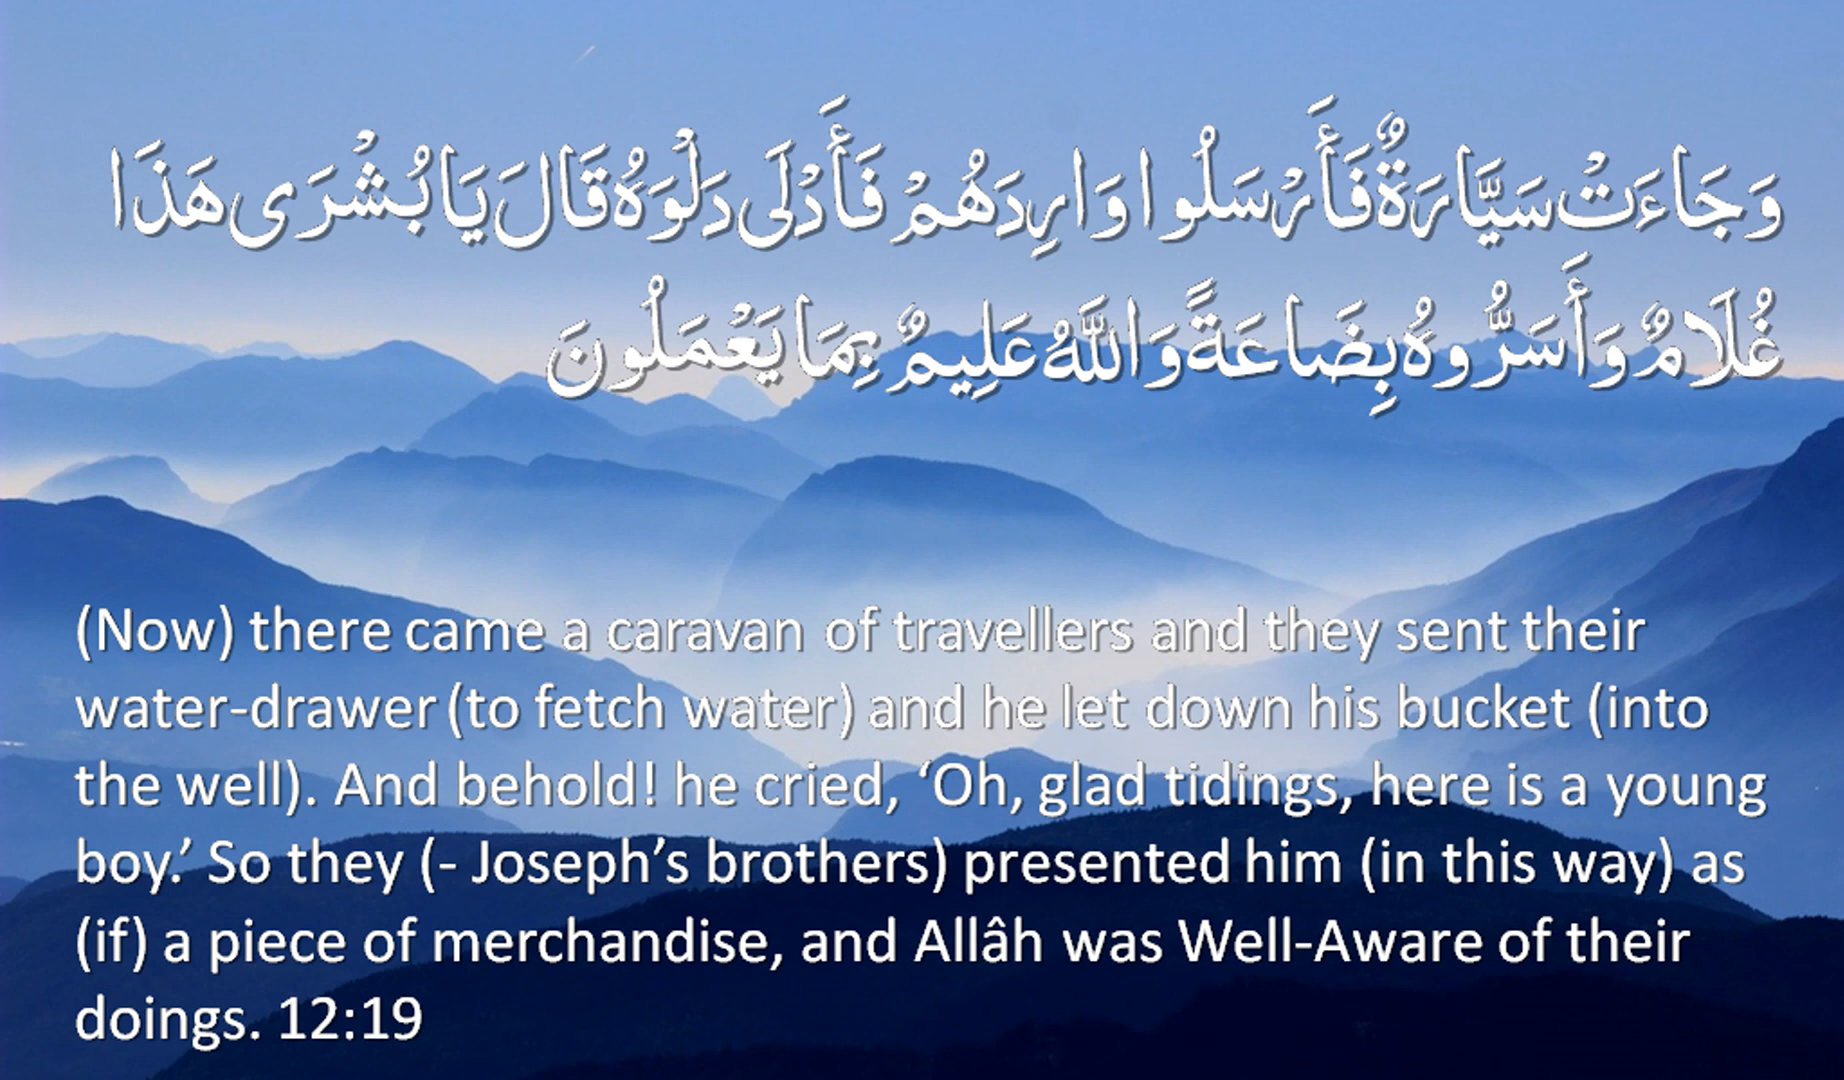 وَجَاءَتْ سَيَّارَةٌ فَأَرْسَلُوا وَارِدَهُمْ فَأَدْلَى دَلْوَهُ قَالَ يَا بُشْرَى هَذَا
غُلَامٌ وَأَسَرُّوهُ بِضَاعَةً وَاللَّهُ عَلِيمٌ بِمَا يَعْمَلُونَ
(Now) there came a caravan of travellers and they sent their
water-drawer (to fetch water) and he let down his bucket (into
the well). And behold! he cried, ‘Oh, glad tidings, here is a young
boy.’ So they (- Joseph’s brothers) presented him (in this way) as
(if) a piece of merchandise, and Allâh was Well-Aware of their
doings. 12:19